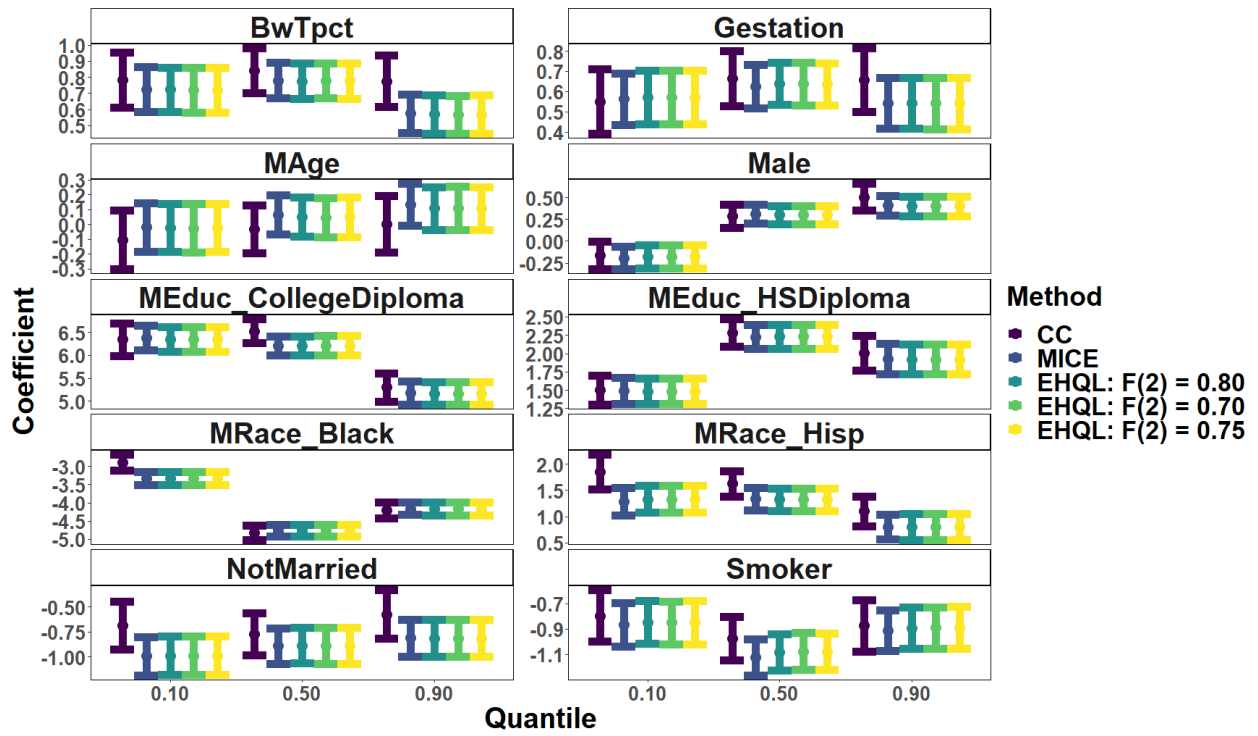 BwTpct
1.0
0.9
0.8
0.7
0.6
0.5
Gestation
0.8
0.7
0.6
0.5
0.4
MAge
0.3
0.2
0.1
0.0
-0.1
-0.2
-0.3
Male
0.50
0.25
0.00
-0.25
MEduc_CollegeDiploma
6.5
6.0
5.5
5.0
MEduc_HSDiploma
2.50
2.25
2.00
1.75
1.50
1.25
MRace_Black
-3.0
-3.5
-4.0
-4.5
-5.0
MRace_Hisp
2.0
1.5
1.0
0.5
NotMarried
-0.50
-0.75
-1.00
Smoker
-0.7
-0.9
-1.1
0.10 0.50 0.90
0.10 0.50 0.90
Quantile
Coefficient
Method
CC
MICE
EHQL: F(2) = 0.80
EHQL: F(2) = 0.70
EHQL: F(2) = 0.75